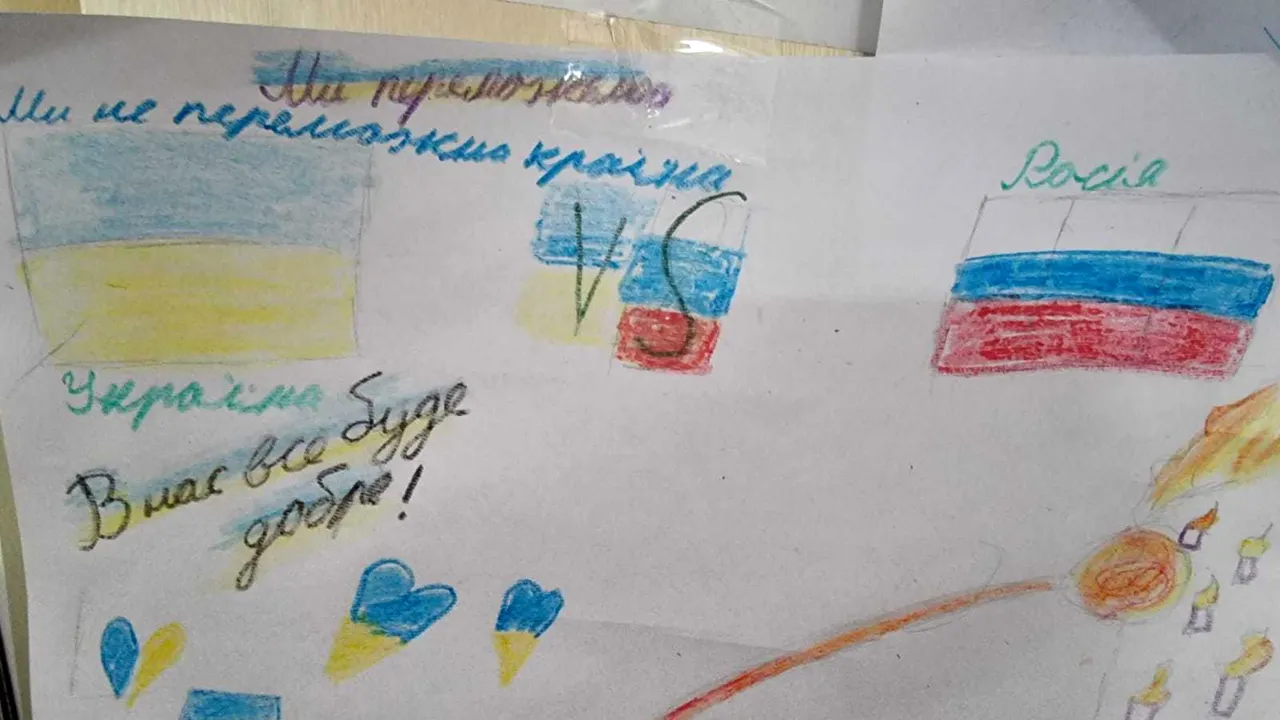 Ми переможемо
Ми не переможна країна
VS
Росія
Україна
В нас все буде
добре!